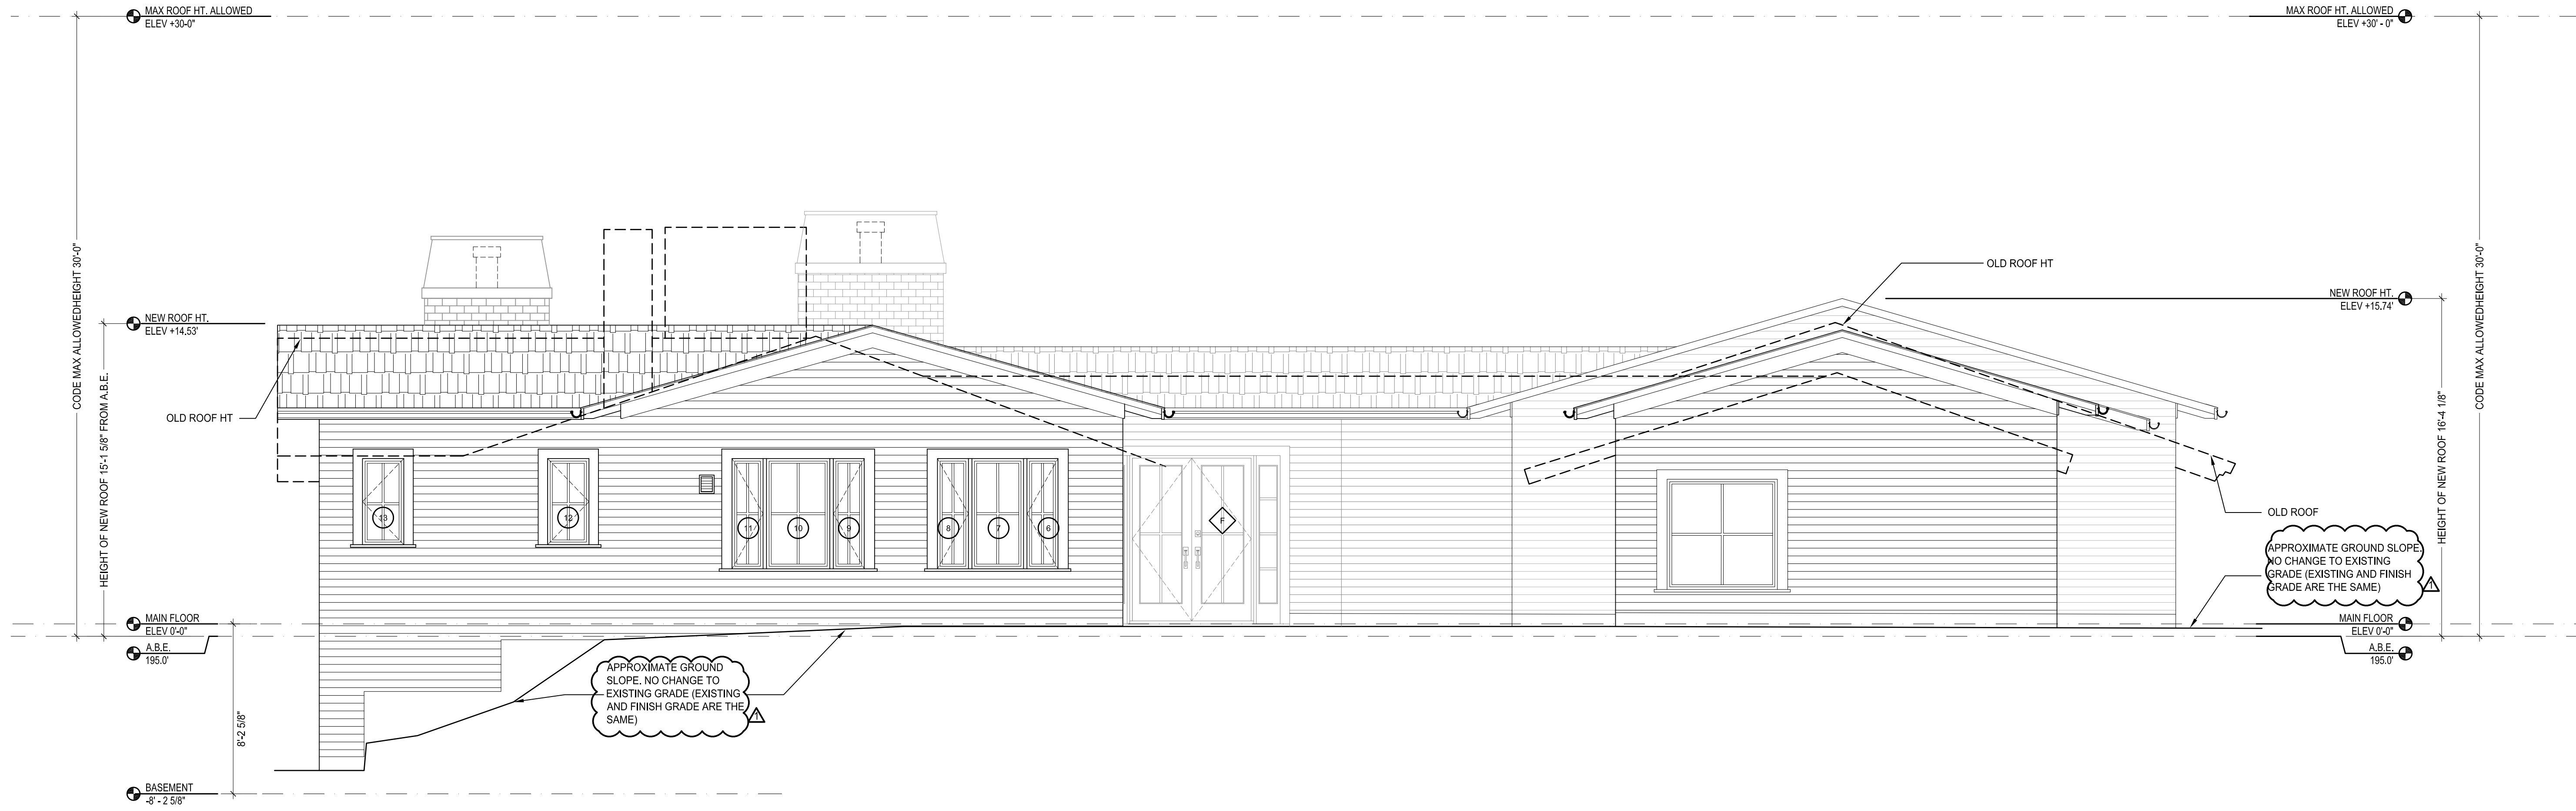 MAX ROOF HT. ALLOWED
ELEV +30-0"
MAX ROOF HT. ALLOWED
ELEV +30' - 0"
CODE MAX ALLOWEDHEIGHT 30'-0"
HEIGHT OF NEW ROOF 15'-1 5/8" FROM A.B.E.
NEW ROOF HT.
ELEV +14.53'
OLD ROOF HT
OLD ROOF HT
NEW ROOF HT.
ELEV +15.74'
HEIGHT OF NEW ROOF 16'-4 1/8"
CODE MAX ALLOWEDHEIGHT 30'-0"
13
12
11
10
9
8
7
6
F
OLD ROOF
APPROXIMATE GROUND SLOPE.
NO CHANGE TO EXISTING
GRADE (EXISTING AND FINISH
GRADE ARE THE SAME)
1
MAIN FLOOR
ELEV 0'-0"
A.B.E.
195.0'
MAIN FLOOR
ELEV 0'-0"
A.B.E.
195.0'
APPROXIMATE GROUND
SLOPE. NO CHANGE TO
EXISTING GRADE (EXISTING
AND FINISH GRADE ARE THE
SAME)
1
8'-2 5/8"
BASEMENT
-8' - 2 5/8"